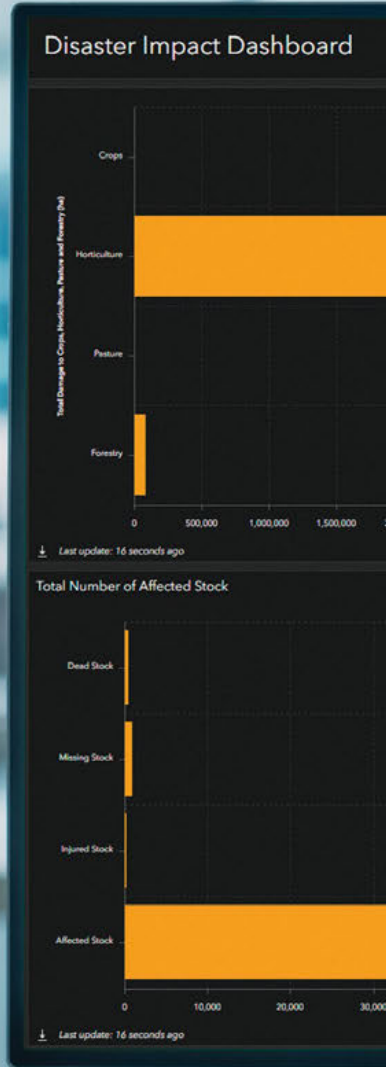 Disaster Impact Dashboard
Total Damage to Crops, Horticulture, Pasture and Forestry (ha)
Crops
Horticulture
Pasture
Forestry
0 500,000 1,000,000 1,500,000
Last update: 16 seconds ago
Total Number of Affected Stock
Dead Stock
Missing Stock
Injured Stock
Affected Stock
0 10,000 20,000 30,000
Last update: 16 seconds ago